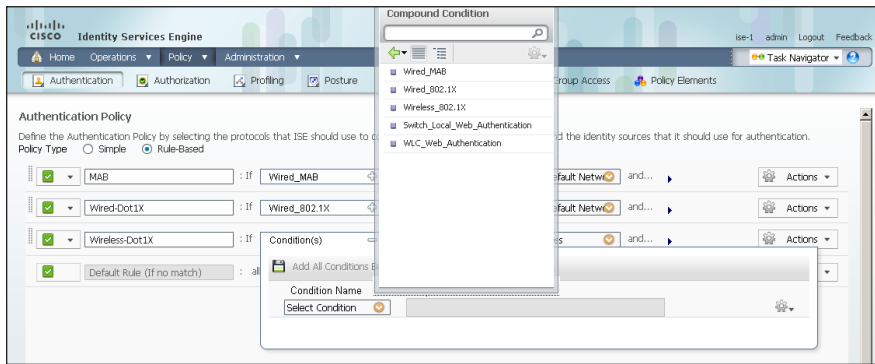 Compound Condition
CISCO Identity Services Engine
ise-1 admin Logout Feedback
Home Operations Policy Administration
Task Navigator
Authentication Authorization Profiling Posture roup Access Policy Elements
Wired_MAB
Wired_802.1X
Wireless_802.1X
Switch_Local_Web_Authentication
WLC_Web_Authentication
Authentication Policy
Define the Authentication Policy by selecting the protocols that ISE should use to c d the identity sources that it should use for authentication.
Policy Type Simple Rule-Based
MAB : If Wired_MAB efault Netw and... Actions
Wired-Dot1X : If Wired_802.1X efault Netw and... Actions
Wireless-Dot1X : If Condition(s) s and... Actions
Default Rule (If no match) : al
Add All Conditions B
Condition Name
Select Condition